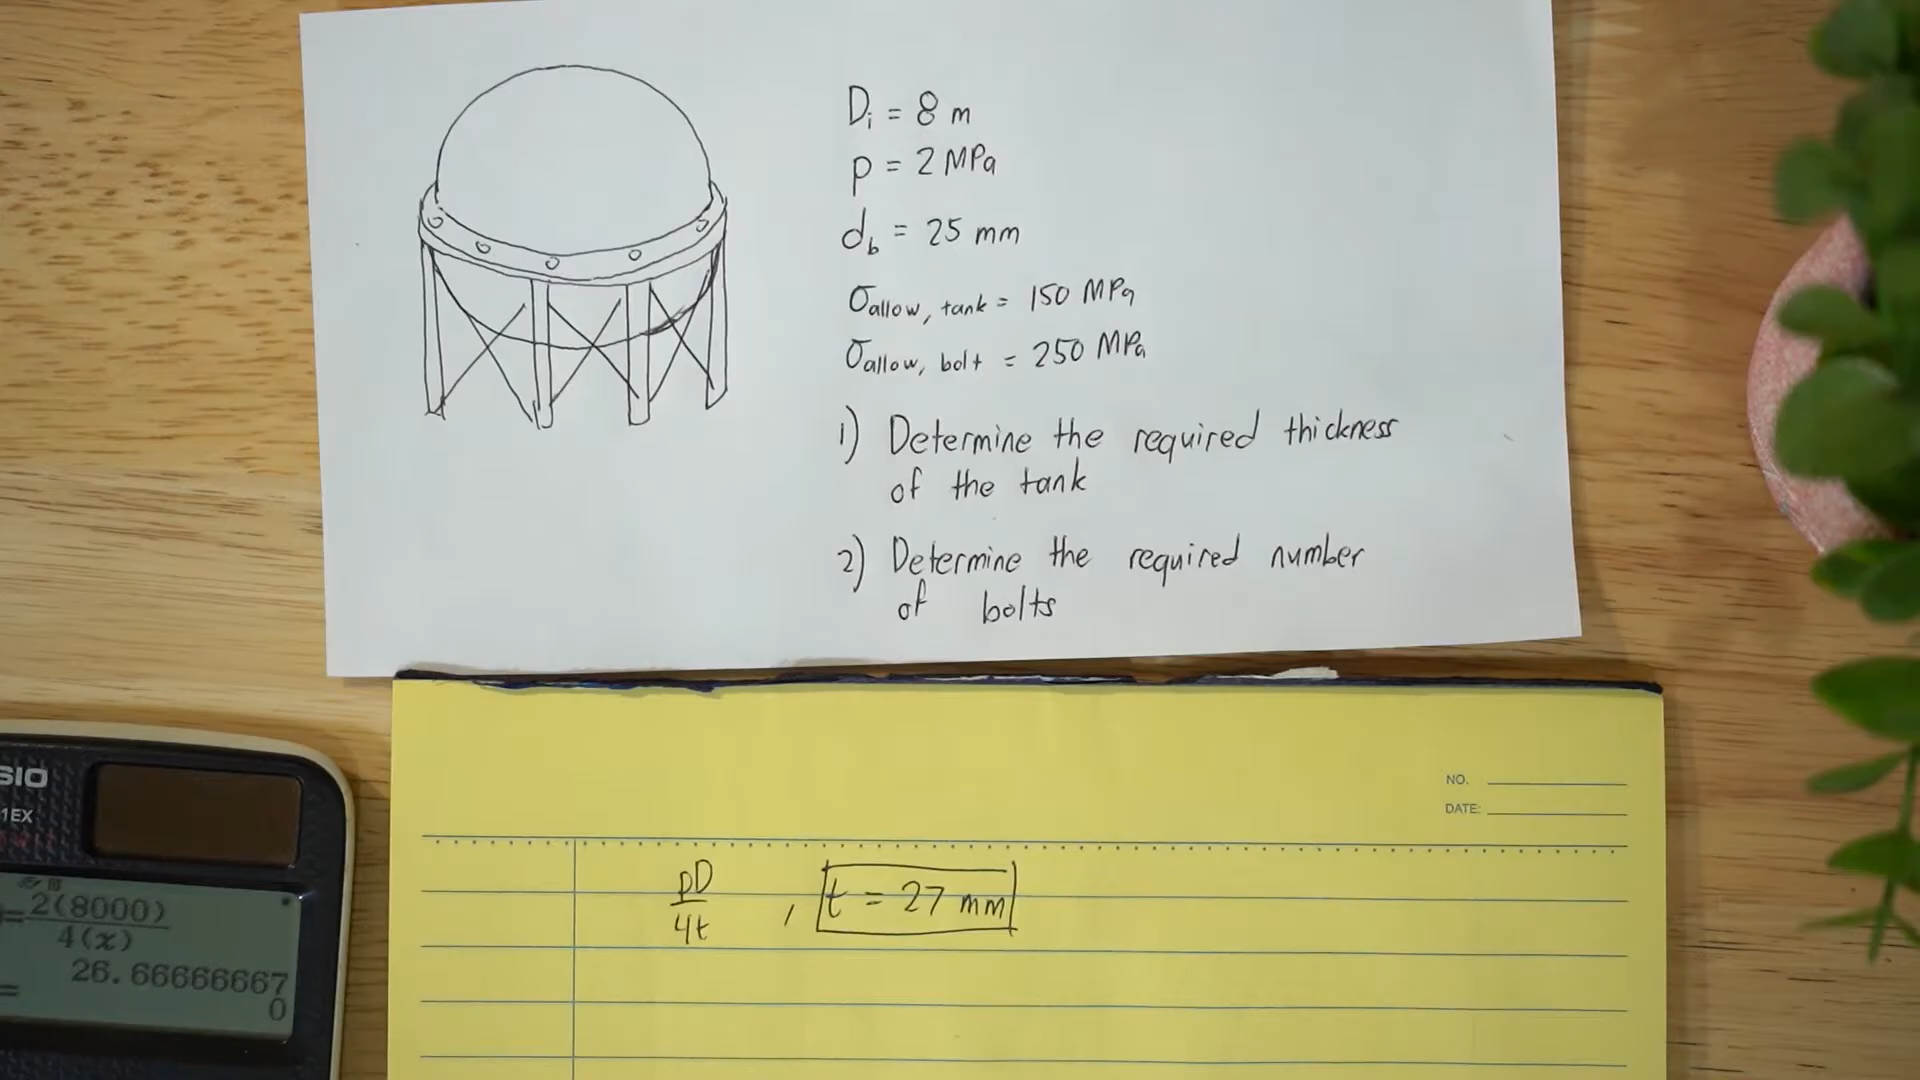 D_i = 8 m
p = 2 MPa
d_b = 25 mm
σ_allow, tank = 150 MPa
σ_allow, bolt = 250 MPa
1) Determine the required thickness
of the tank
2) Determine the required number
of bolts
NO.
DATE:
pD/4t , t = 27 mm
SIO
1EX
=2(8000)/4(x)
26.66666667
= 0